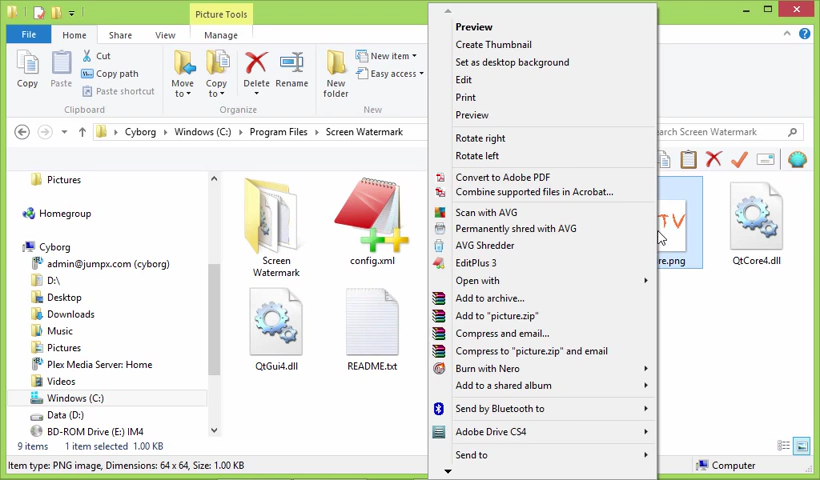 Picture Tools
File
Home
Share
View
Manage
Copy
Paste
Cut
Copy path
Paste shortcut
Clipboard
Move to
Copy to
Delete
Rename
Organize
New folder
New item
Easy access
New
Cyborg
Windows (C:)
Program Files
Screen Watermark
earch Screen Watermark
Pictures
Homegroup
Cyborg
admin@jumpx.com (cyborg)
D:\
Desktop
Downloads
Music
Pictures
Plex Media Server: Home
Videos
Windows (C:)
Data (D:)
BD-ROM Drive (E:) IM4
Screen Watermark
config.xml
QtGui4.dll
README.txt
Preview
Create Thumbnail
Set as desktop background
Edit
Print
Preview
Rotate right
Rotate left
Convert to Adobe PDF
Combine supported files in Acrobat...
Scan with AVG
Permanently shred with AVG
AVG Shredder
EditPlus 3
Open with
Add to archive...
Add to "picture.zip"
Compress and email...
Compress to "picture.zip" and email
Burn with Nero
Add to a shared album
Send by Bluetooth to
Adobe Drive CS4
Send to
TV
re.png
QtCore4.dll
9 items
1 item selected 1.00 KB
Item type: PNG image, Dimensions: 64 x 64, Size: 1.00 KB
Computer